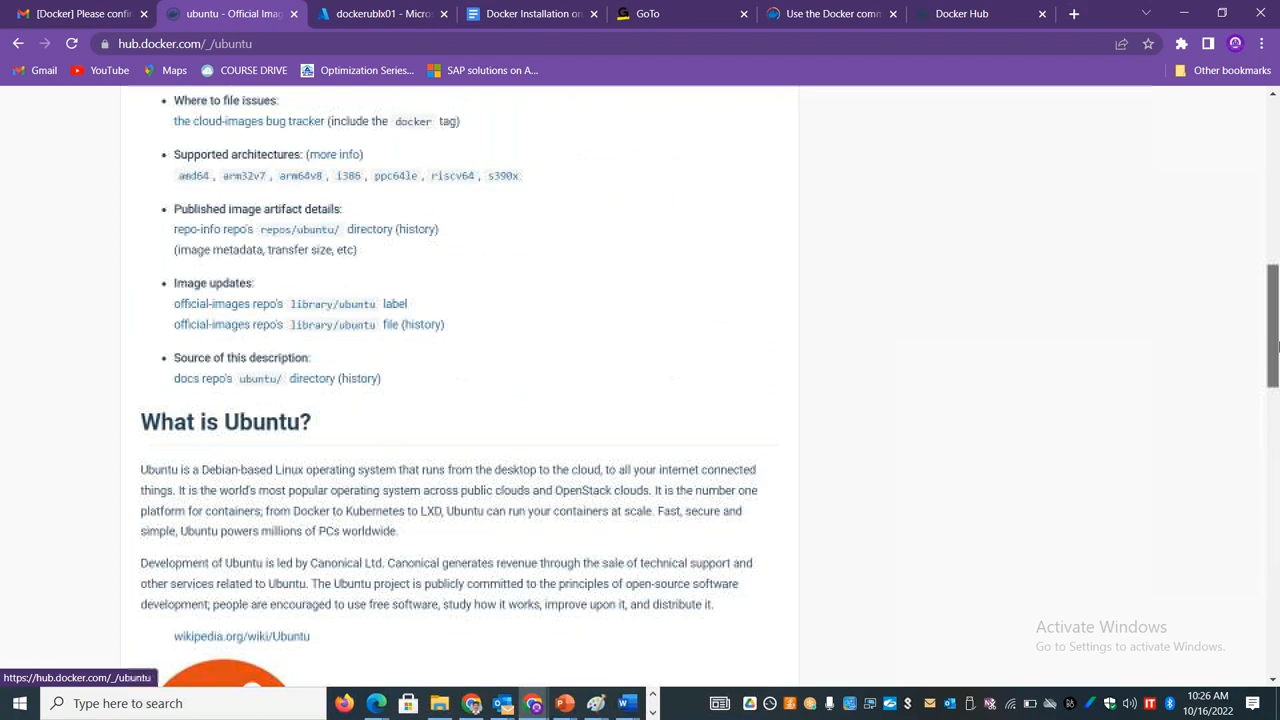 [Docker] Please confir
ubuntu - Official Imag
dockerublx01 - Micros
Docker Installation on
GoTo
Use the Docker comm
Docker Hub
hub.docker.com/_/ubuntu
Gmail
YouTube
Maps
COURSE DRIVE
Optimization Series...
SAP solutions on A...
Other bookmarks
Where to file issues:
the cloud-images bug tracker (include the docker tag)
Supported architectures: (more info)
amd64, arm32v7, arm64v8, i386, ppc64le, riscv64, s390x
Published image artifact details:
repo-info repo's repos/ubuntu/ directory (history)
(image metadata, transfer size, etc)
Image updates:
official-images repo's library/ubuntu label
official-images repo's library/ubuntu file (history)
Source of this description:
docs repo's ubuntu/ directory (history)
What is Ubuntu?
Ubuntu is a Debian-based Linux operating system that runs from the desktop to the cloud, to all your internet connected
things. It is the world's most popular operating system across public clouds and OpenStack clouds. It is the number one
platform for containers; from Docker to Kubernetes to LXD, Ubuntu can run your containers at scale. Fast, secure and
simple, Ubuntu powers millions of PCs worldwide.
Development of Ubuntu is led by Canonical Ltd. Canonical generates revenue through the sale of technical support and
other services related to Ubuntu. The Ubuntu project is publicly committed to the principles of open-source software
development; people are encouraged to use free software, study how it works, improve upon it, and distribute it.
wikipedia.org/wiki/Ubuntu
Activate Windows
Go to Settings to activate Windows.
https://hub.docker.com/_/ubuntu
Type here to search
10:26 AM
10/16/2022